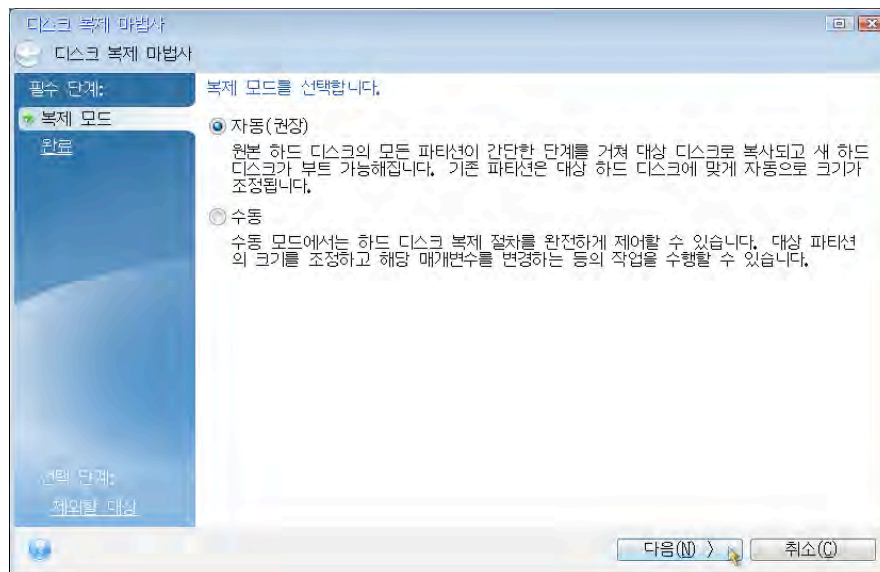 디스크 복제 마법사
디스크 복제 마법사
필수 단계:
복제 모드
완료
복제 모드를 선택합니다.
자동(권장)
원본 하드 디스크의 모든 파티션이 간단한 단계를 거쳐 대상 디스크로 복사되고 새 하드
디스크가 부트 가능해집니다. 기존 파티션은 대상 하드 디스크에 맞게 자동으로 크기가
조정됩니다.
수동
수동 모드에서는 하드 디스크 복제 절차를 완전하게 제어할 수 있습니다. 대상 파티션
의 크기를 조정하고 해당 매개변수를 변경하는 등의 작업을 수행할 수 있습니다.
선택 단계:
제외할 대상
다음(N) >
취소(C)